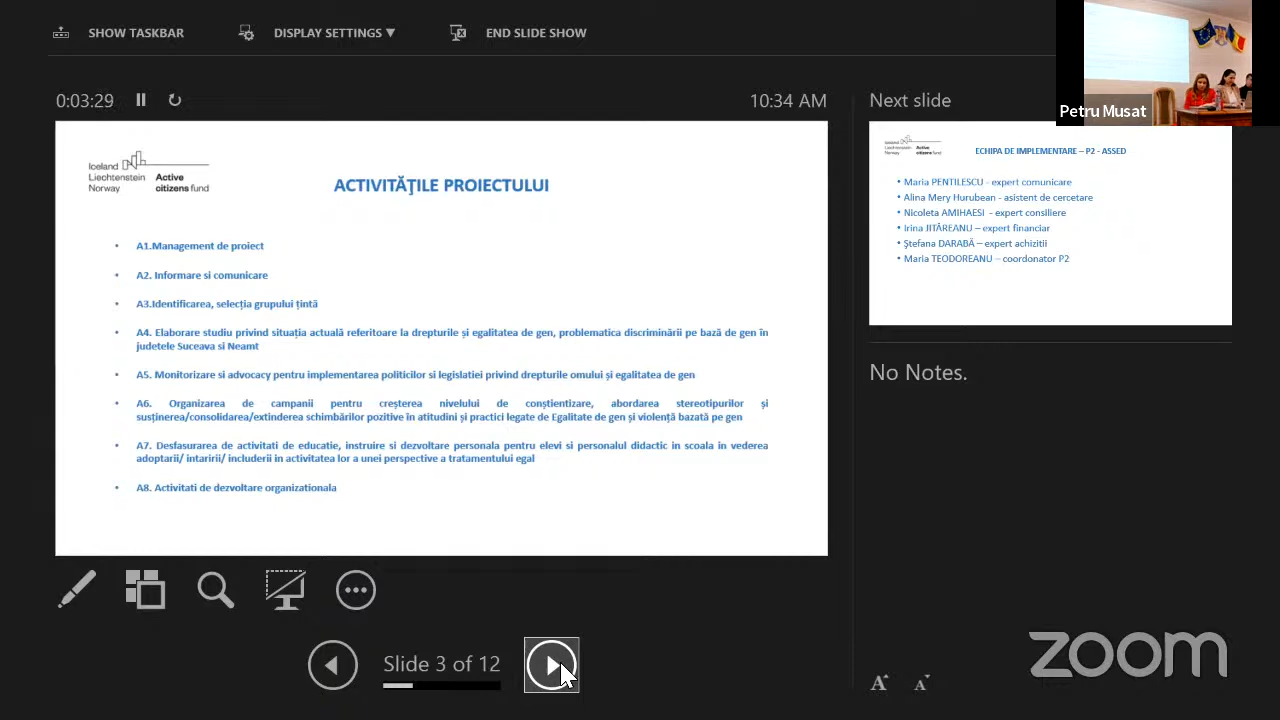 SHOW TASKBAR
DISPLAY SETTINGS ▼
END SLIDE SHOW
Petru Musat
0:03:29
10:34 AM
Iceland
Liechtenstein
Norway
Active
citizens fund
ACTIVITĂŢILE PROIECTULUI
• A1.Management de proiect
• A2. Informare si comunicare
• A3.Identificarea, selecția grupului țintă
• A4. Elaborare studiu privind situația actuală referitoare la drepturile și egalitatea de gen, problematica discriminării pe bază de gen în
judetele Suceava si Neamt
• A5. Monitorizare si advocacy pentru implementarea politicilor si legislatiei privind drepturile omului și egalitatea de gen
• A6. Organizarea de campanii pentru creșterea nivelului de conștientizare, abordarea stereotipurilor și
susținerea/consolidarea/extinderea schimbărilor pozitive în atitudini și practici legate de Egalitate de gen și violență bazată pe gen
• A7. Desfasurarea de activitati de educatie, instruire si dezvoltare personala pentru elevi si personalul didactic in scoala in vederea
adoptarii/ intaririi/ includerii in activitatea lor a unei perspective a tratamentului egal
• A8. Activitati de dezvoltare organizationala
Slide 3 of 12
Next slide
Iceland
Liechtenstein
Norway
Active
citizens fund
ECHIPA DE IMPLEMENTARE – P2 - ASSED
• Maria PENTILESCU - expert comunicare
• Alina Mery Hurubean - asistent de cercetare
• Nicoleta AMIHAESI - expert consiliere
• Irina JITĂREANU – expert financiar
• Ştefana DARABĂ – expert achizitii
• Maria TEODOREANU – coordonator P2
No Notes.
A A
zoom